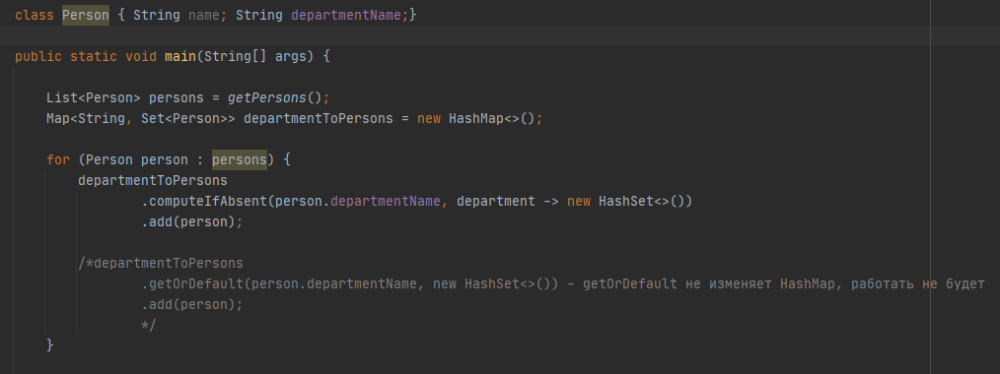 class Person { String name; String departmentName;}
public static void main(String[] args) {
List<Person> persons = getPersons();
Map<String, Set<Person>> departmentToPersons = new HashMap<>();
for (Person person : persons) {
departmentToPersons
.computeIfAbsent(person.departmentName, department -> new HashSet<>())
.add(person);
/*departmentToPersons
.getOrDefault(person.departmentName, new HashSet<>()) - getOrDefault не изменяет HashMap, работать не будет
.add(person);
*/
}